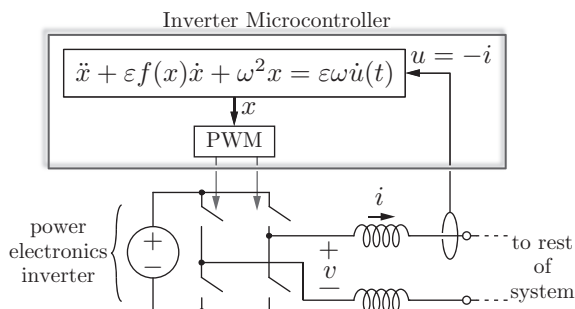 Inverter Microcontroller
ẍ + εf(x)ẋ + ω²x = εωu̇(t)
u = −i
x
PWM
i
power
electronics
inverter
+
−
+
v
−
to rest
of
system